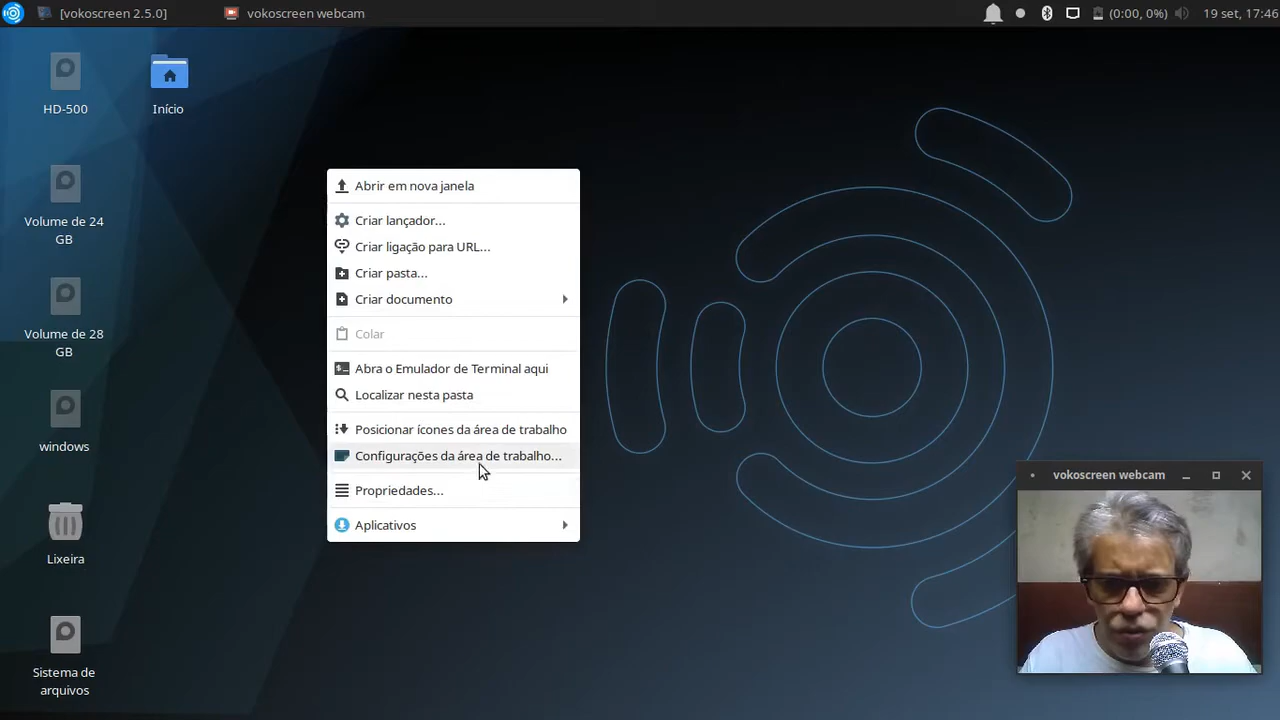 [vokoscreen 2.5.0]
vokoscreen webcam
(0:00, 0%)
19 set, 17:46
HD-500
Início
Volume de 24
GB
Volume de 28
GB
windows
Lixeira
Sistema de
arquivos
Abrir em nova janela
Criar lançador...
Criar ligação para URL...
Criar pasta...
Criar documento
Colar
Abra o Emulador de Terminal aqui
Localizar nesta pasta
Posicionar ícones da área de trabalho
Configurações da área de trabalho...
Propriedades...
Aplicativos
vokoscreen webcam